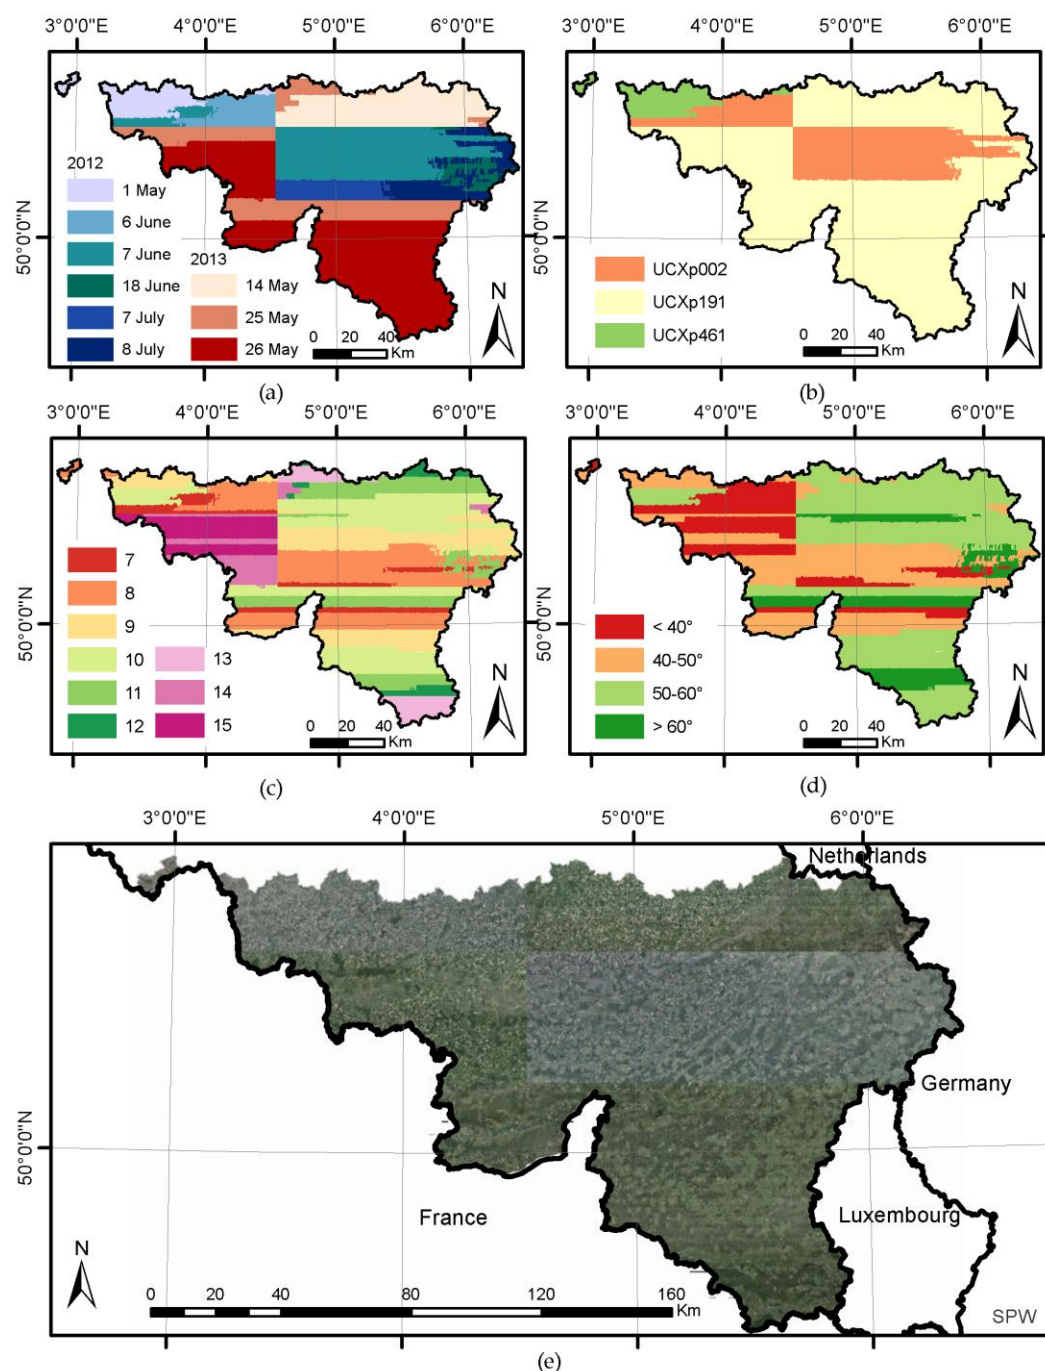 3°0'0"E 4°0'0"E 5°0'0"E 6°0'0"E
50°0'0"N
2012
1 May
6 June
7 June
18 June
7 July
8 July
2013
14 May
25 May
26 May
N
0 20 40
Km
(a)
3°0'0"E 4°0'0"E 5°0'0"E 6°0'0"E
50°0'0"N
UCXp002
UCXp191
UCXp461
N
0 20 40
Km
(b)
3°0'0"E 4°0'0"E 5°0'0"E 6°0'0"E
50°0'0"N
7
8
9
10
11
12
13
14
15
N
0 20 40
Km
(c)
3°0'0"E 4°0'0"E 5°0'0"E 6°0'0"E
50°0'0"N
< 40°
40-50°
50-60°
> 60°
N
0 20 40
Km
(d)
3°0'0"E 4°0'0"E 5°0'0"E 6°0'0"E
50°0'0"N
Netherlands
Germany
France
Luxembourg
N
0 20 40 80 120 160
Km
SPW
(e)